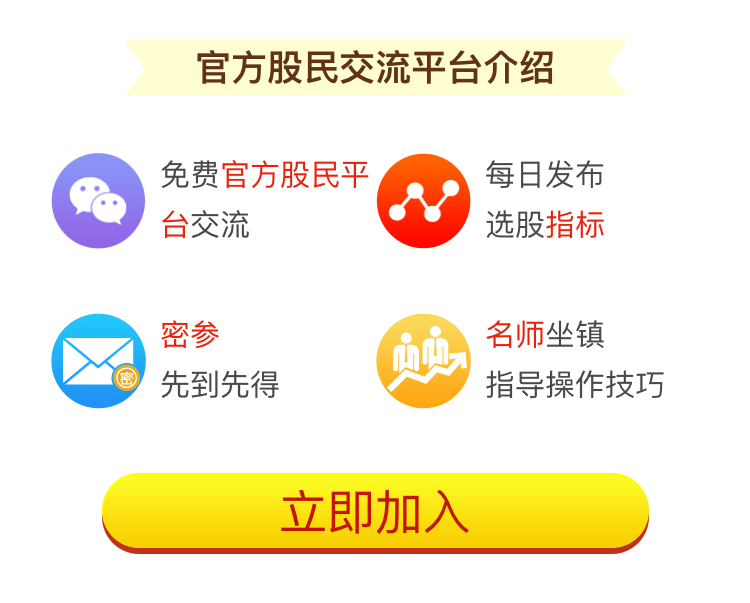 官方股民交流平台介绍
免费官方股民平
台交流
每日发布
选股指标
密参
先到先得
密
名师坐镇
指导操作技巧
立即加入